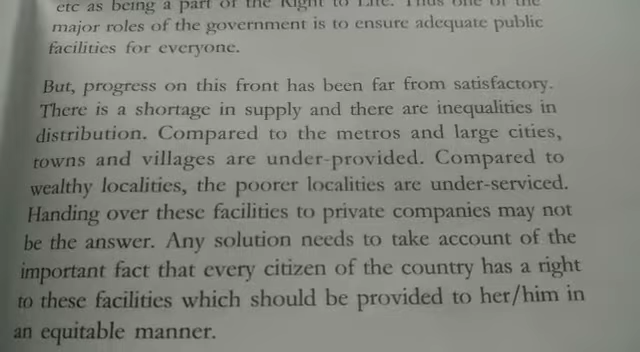 etc as being a part of the Right to Life. Thus one of the
major roles of the government is to ensure adequate public
facilities for everyone.
But, progress on this front has been far from satisfactory.
There is a shortage in supply and there are inequalities in
distribution. Compared to the metros and large cities,
towns and villages are under-provided. Compared to
wealthy localities, the poorer localities are under-serviced.
Handing over these facilities to private companies may not
be the answer. Any solution needs to take account of the
important fact that every citizen of the country has a right
to these facilities which should be provided to her/him in
an equitable manner.